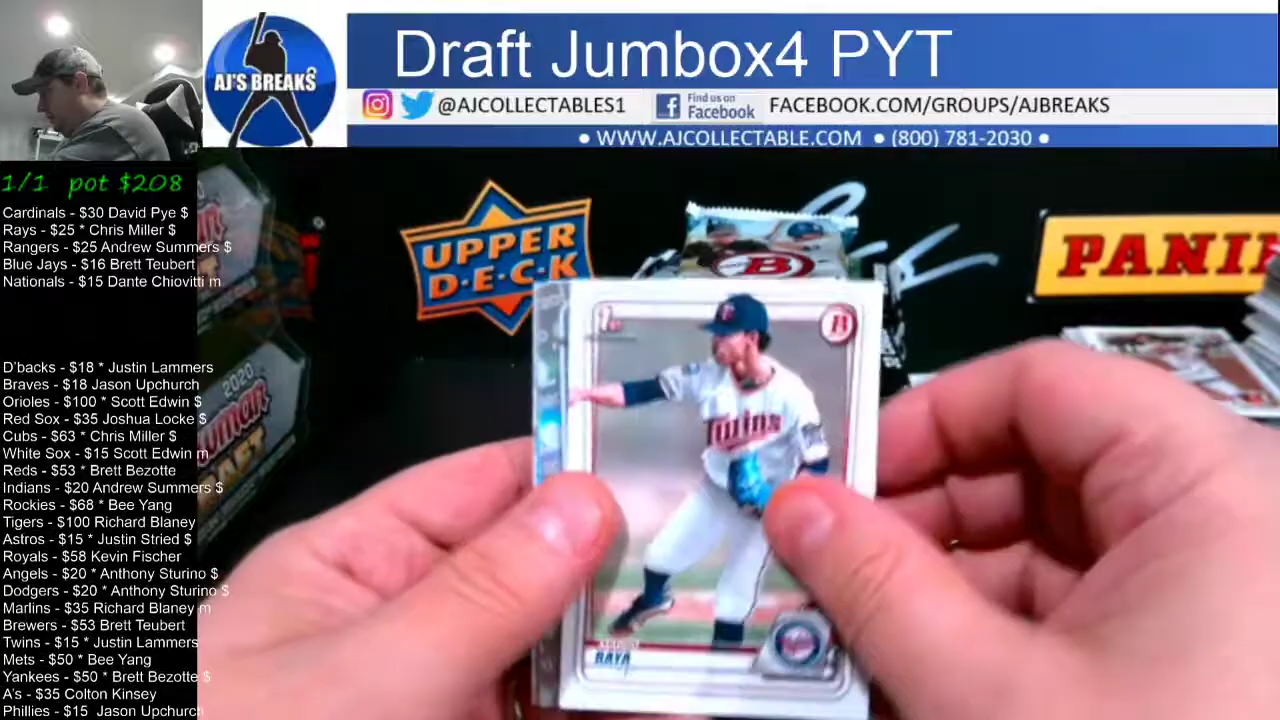 Draft Jumbox4 PYT
AJ'S BREAKS
@AJCOLLECTABLES1
Find us on
Facebook
FACEBOOK.COM/GROUPS/AJBREAKS
● WWW.AJCOLLECTABLE.COM ● (800) 781-2030 ●
1/1 pot $208
Cardinals - $30 David Pye $
Rays - $25 * Chris Miller $
Rangers - $25 Andrew Summers $
Blue Jays - $16 Brett Teubert
Nationals - $15 Dante Chiovitti m
D'backs - $18 * Justin Lammers
Braves - $18 Jason Upchurch
Orioles - $100 * Scott Edwin $
Red Sox - $35 Joshua Locke $
Cubs - $63 * Chris Miller $
White Sox - $15 Scott Edwin m
Reds - $53 * Brett Bezotte
Indians - $20 Andrew Summers $
Rockies - $68 * Bee Yang
Tigers - $100 Richard Blaney
Astros - $15 * Justin Stried $
Royals - $58 Kevin Fischer
Angels - $20 * Anthony Sturino $
Dodgers - $20 * Anthony Sturino $
Marlins - $35 Richard Blaney m
Brewers - $53 Brett Teubert
Twins - $15 * Justin Lammers
Mets - $50 * Bee Yang
Yankees - $50 * Brett Bezotte $
A's - $35 Colton Kinsey
Phillies - $15 Jason Upchurch
UPPER
D·E·C·K
B
PANINI
2020
1st
B
Twins
RAYA